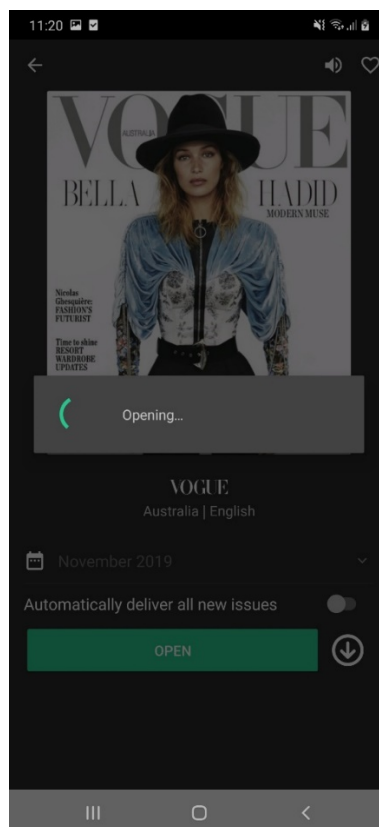 11:20
VOGUE
AUSTRALIA
BELLA HADID
MODERN MUSE
Nicolas
Ghesquière:
FASHION'S
FUTURIST
Time to shine
RESORT
WARDROBE
UPDATES
Opening...
VOGUE
Australia | English
November 2019
Automatically deliver all new issues
OPEN